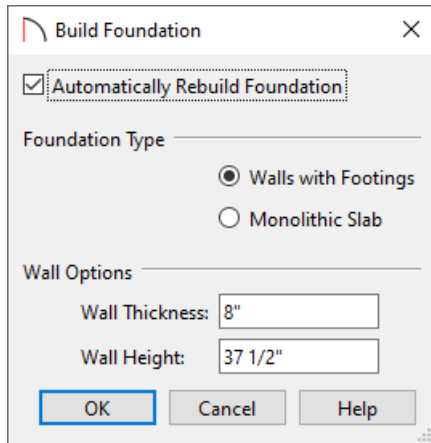 Build Foundation
Automatically Rebuild Foundation
Foundation Type
Walls with Footings
Monolithic Slab
Wall Options
Wall Thickness: 8"
Wall Height: 37 1/2"
OK Cancel Help